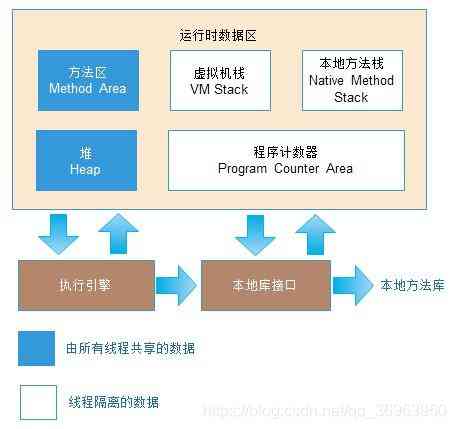 运行时数据区
方法区
Method Area
虚拟机栈
VM Stack
本地方法栈
Native Method
Stack
堆
Heap
程序计数器
Program Counter Area
执行引擎
本地库接口
本地方法库
由所有线程共享的数据
线程隔离的数据
https://blog.csdn.net/qq_36963950